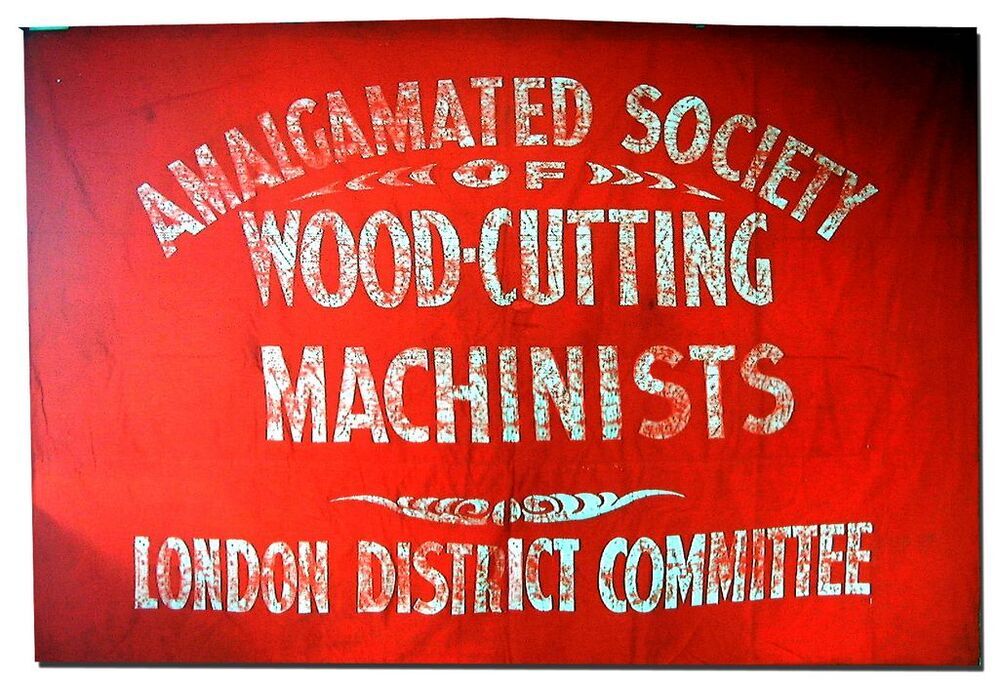 AMALGAMATED SOCIETY
OF
WOOD-CUTTING
MACHINISTS
LONDON DISTRICT COMMITTEE